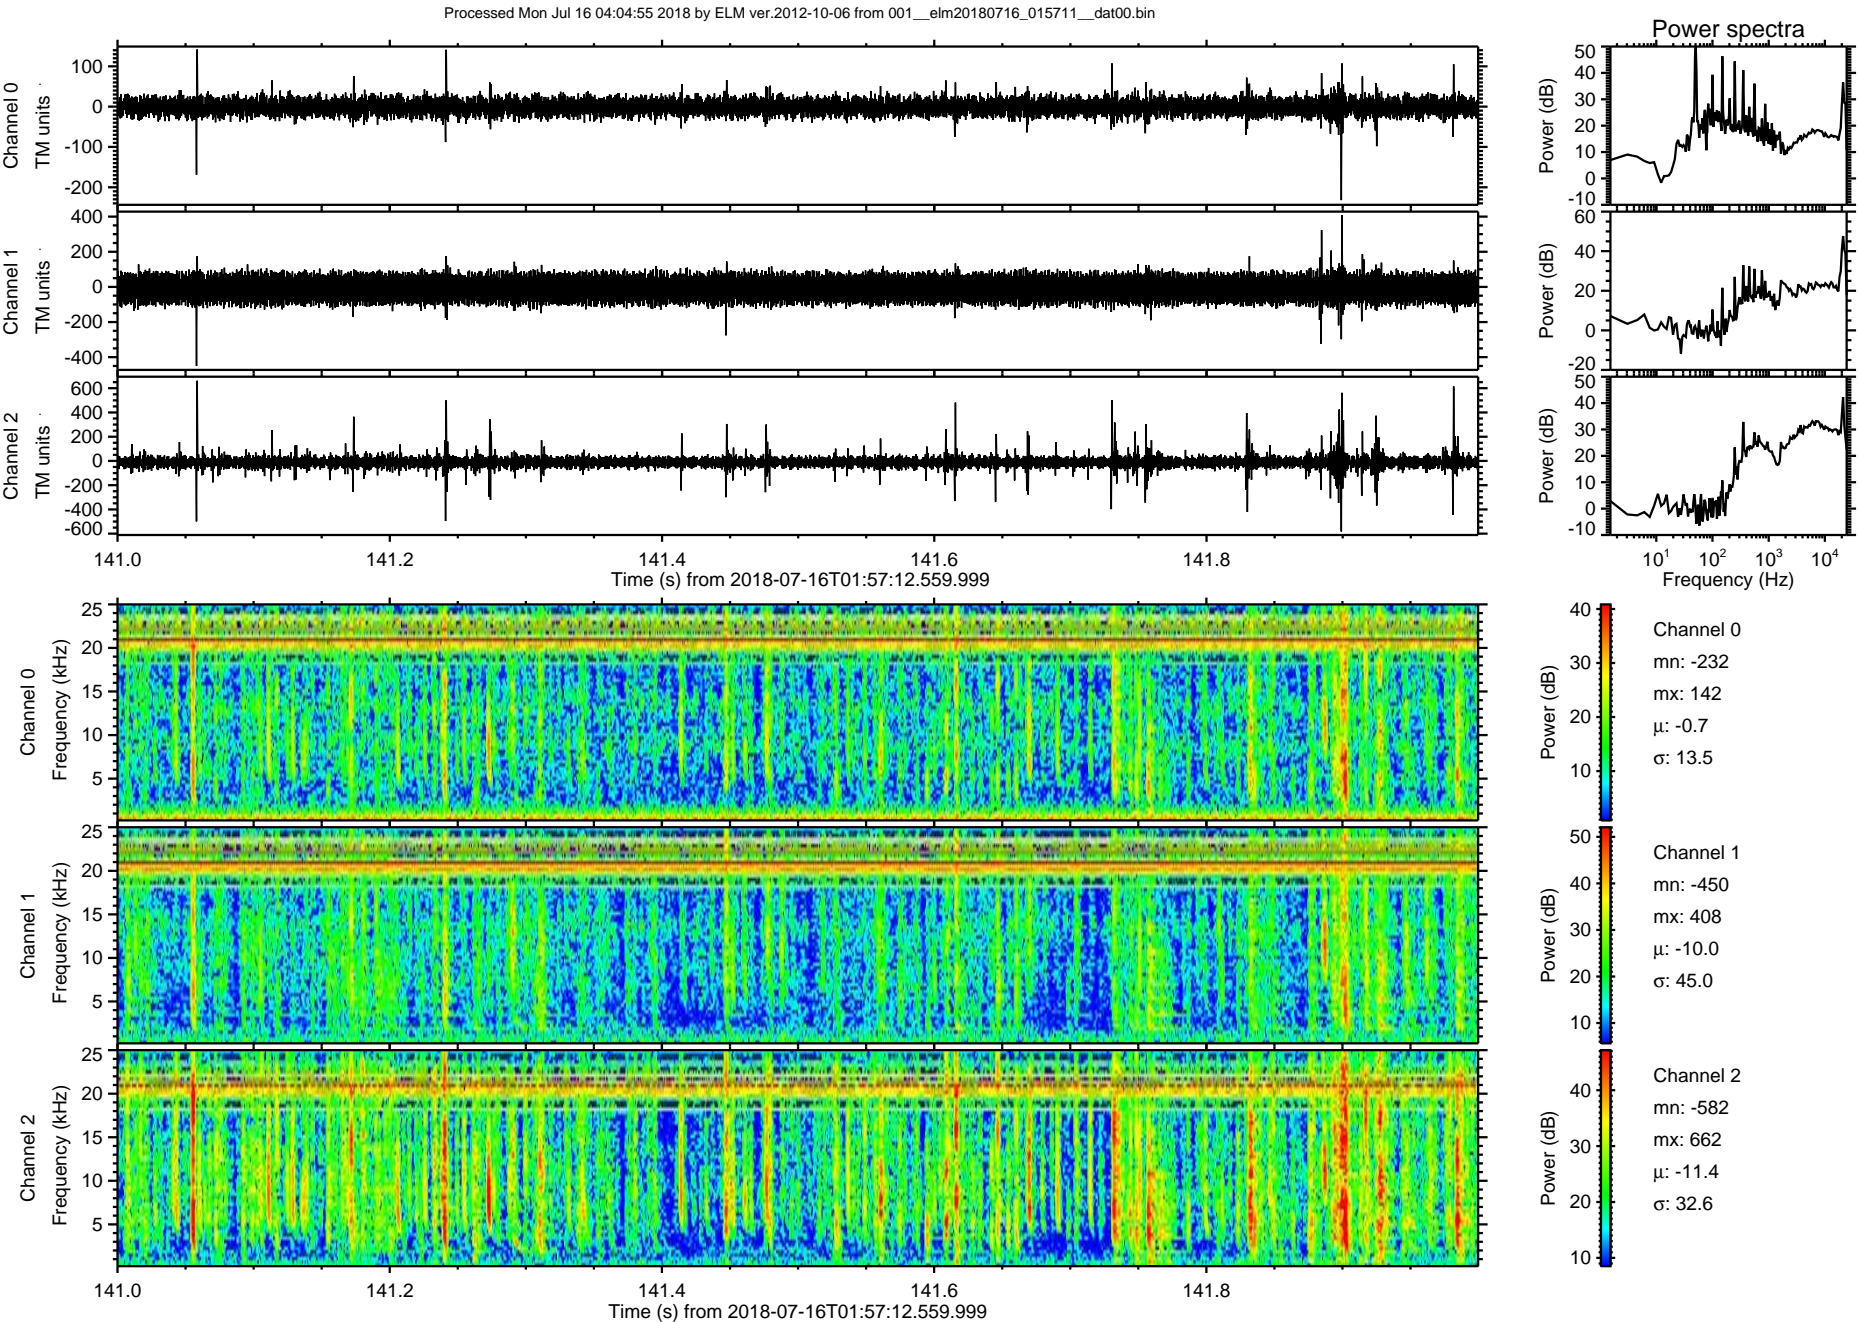 Processed Mon Jul 16 04:04:55 2018 by ELM ver.2012-10-06 from 001__elm20180716_015711__dat00.bin
Power spectra
Channel 0
TM units
100
0
-100
-200
Power (dB)
50
40
30
20
10
0
-10
Channel 1
TM units
400
200
0
-200
-400
Power (dB)
60
40
20
0
-20
Channel 2
TM units
600
400
200
0
-200
-400
-600
Power (dB)
50
40
30
20
10
0
-10
141.0 141.2 141.4 141.6 141.8
Time (s) from 2018-07-16T01:57:12.559.999
10¹ 10² 10³ 10⁴
Frequency (Hz)
Channel 0
Frequency (kHz)
25
20
15
10
5
Power (dB)
40
30
20
10
Channel 0
mn: -232
mx: 142
μ: -0.7
σ: 13.5
Channel 1
Frequency (kHz)
25
20
15
10
5
Power (dB)
50
40
30
20
10
Channel 1
mn: -450
mx: 408
μ: -10.0
σ: 45.0
Channel 2
Frequency (kHz)
25
20
15
10
5
Power (dB)
40
30
20
10
Channel 2
mn: -582
mx: 662
μ: -11.4
σ: 32.6
141.0 141.2 141.4 141.6 141.8
Time (s) from 2018-07-16T01:57:12.559.999